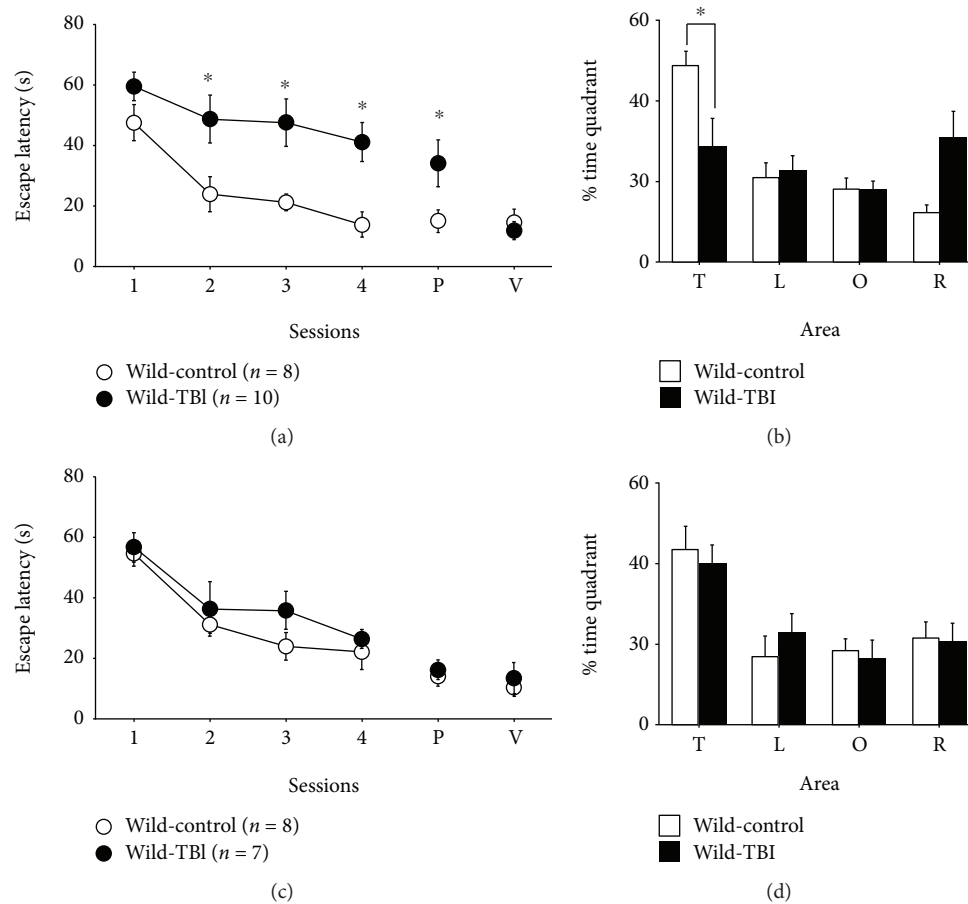 80
60
40
20
0
Escape latency (s)
*
*
*
*
1 2 3 4 P V
Sessions
Wild-control (n = 8)
Wild-TBl (n = 10)
(a)
60
40
30
0
% time quadrant
*
T L O R
Area
Wild-control
Wild-TBI
(b)
80
60
40
20
0
Escape latency (s)
1 2 3 4 P V
Sessions
Wild-control (n = 8)
Wild-TBl (n = 7)
(c)
60
40
30
0
% time quadrant
T L O R
Area
Wild-control
Wild-TBI
(d)